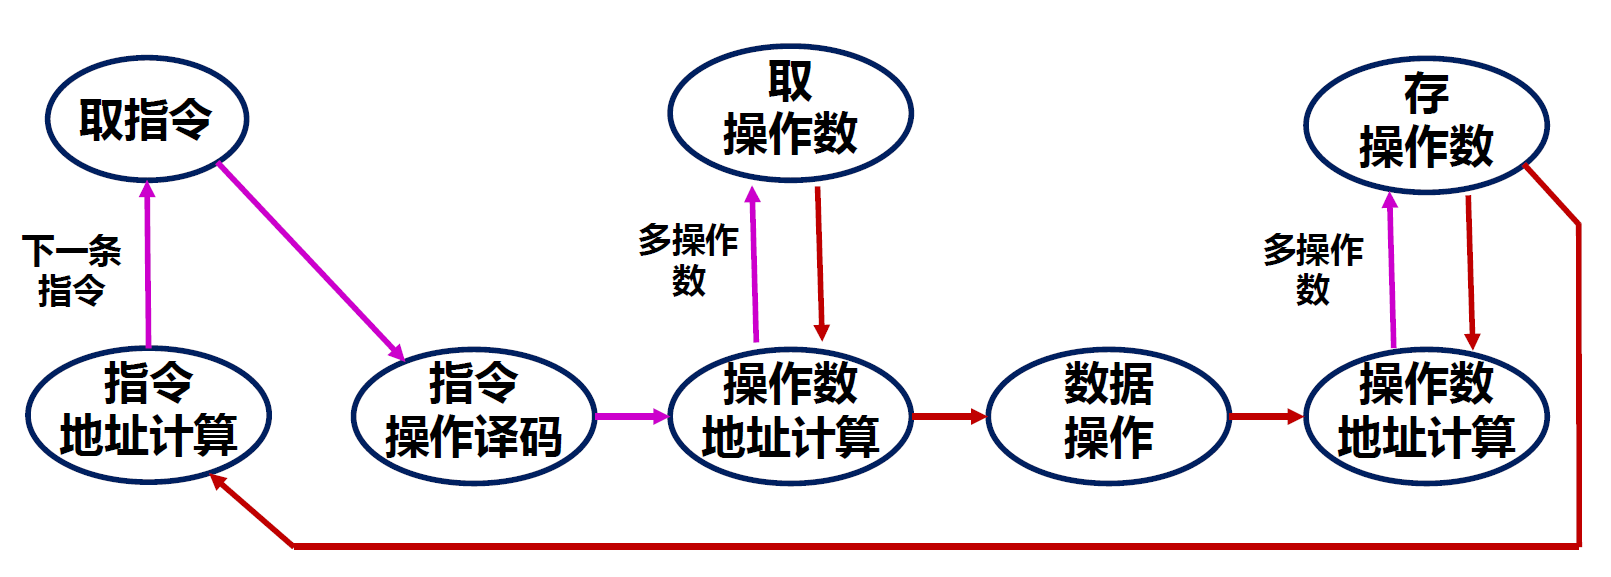 取指令
取
操作数
存
操作数
下一条
指令
多操作
数
多操作
数
指令
地址计算
指令
操作译码
操作数
地址计算
数据
操作
操作数
地址计算